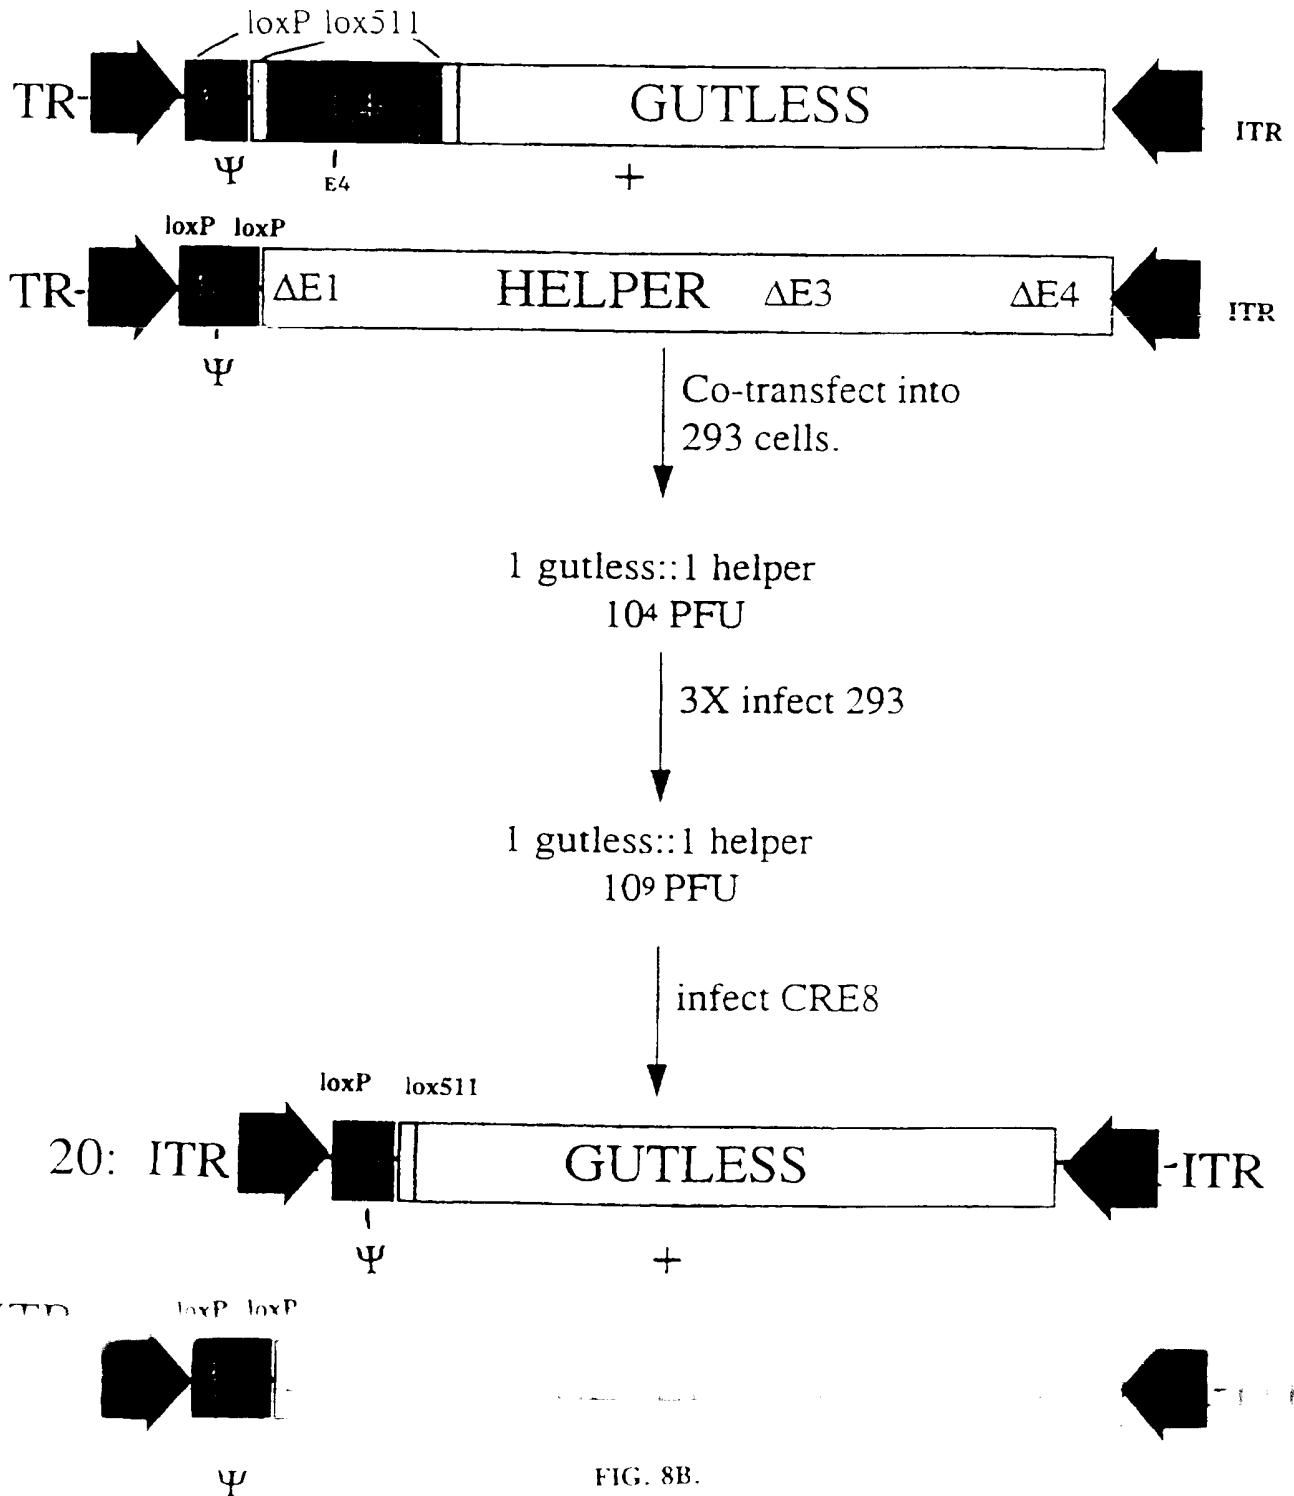 loxP lox511
TR- GUTLESS ITR
Ψ E4
+
loxP loxP
TR- ΔE1 HELPER ΔE3 ΔE4 ITR
Ψ
Co-transfect into
293 cells.
1 gutless::1 helper
10⁴ PFU
3X infect 293
1 gutless::1 helper
10⁹ PFU
infect CRE8
loxP lox511
20: ITR GUTLESS -ITR
Ψ
+
loxP loxP
Ψ
FIG. 8B.